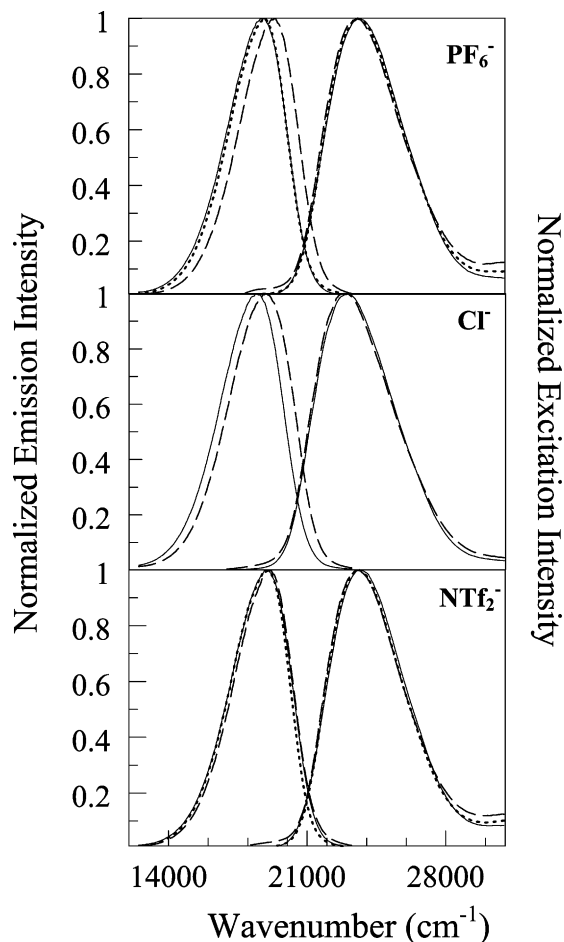 Normalized Emission Intensity
Normalized Excitation Intensity
1
PF₆⁻
0.8
0.6
0.4
0.2
1
Cl⁻
0.8
0.6
0.4
0.2
1
NTf₂⁻
0.8
0.6
0.4
0.2
14000 21000 28000
Wavenumber (cm⁻¹)